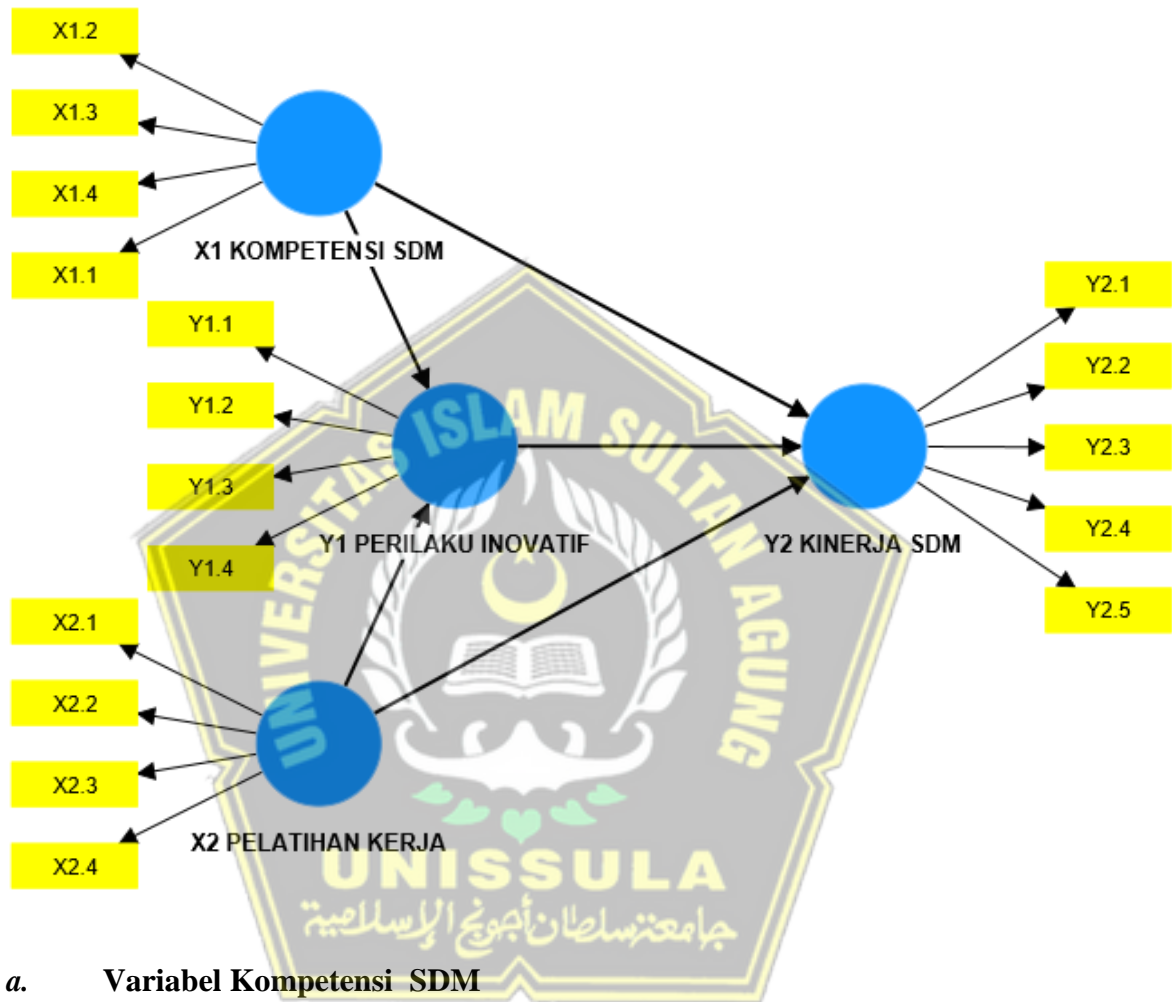 X1.2
X1.3
X1.4
X1.1
X1 KOMPETENSI SDM
Y1.1
Y1.2
Y1.3
Y1.4
Y1 PERILAKU INOVATIF
X2.1
X2.2
X2.3
X2.4
X2 PELATIHAN KERJA
Y2.1
Y2.2
Y2.3
Y2.4
Y2.5
Y2 KINERJA SDM
UNIVERSITAS ISLAM SULTAN AGUNG
UNISSULA
جامعة سلطان أجونج الإسلامية
a. Variabel Kompetensi SDM